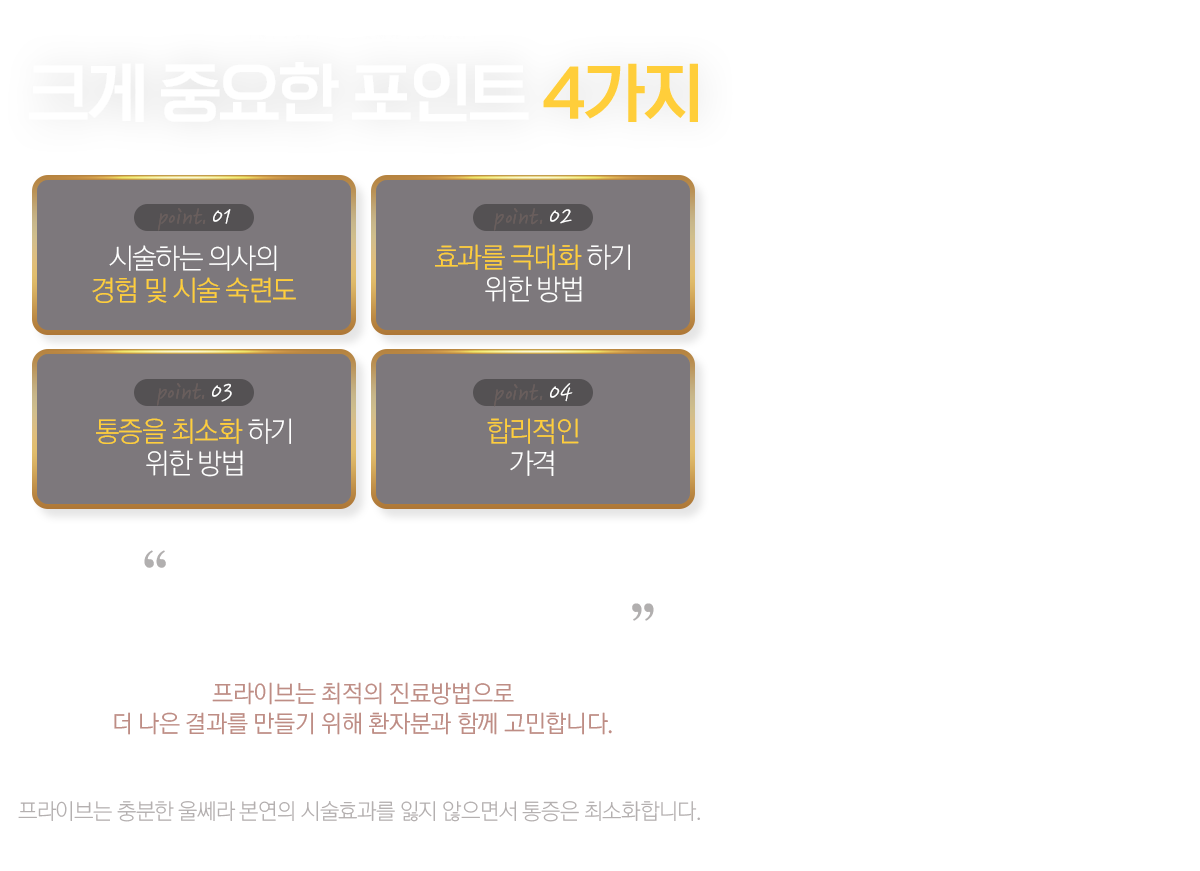 크게 중요한 포인트 4가지
point. 01
시술하는 의사의
경험 및 시술 숙련도
point. 02
효과를 극대화 하기
위한 방법
point. 03
통증을 최소화 하기
위한 방법
point. 04
합리적인
가격
“
”
프라이브는 최적의 진료방법으로
더 나은 결과를 만들기 위해 환자분과 함께 고민합니다.
프라이브는 충분한 울쎄라 본연의 시술효과를 잃지 않으면서 통증은 최소화합니다.